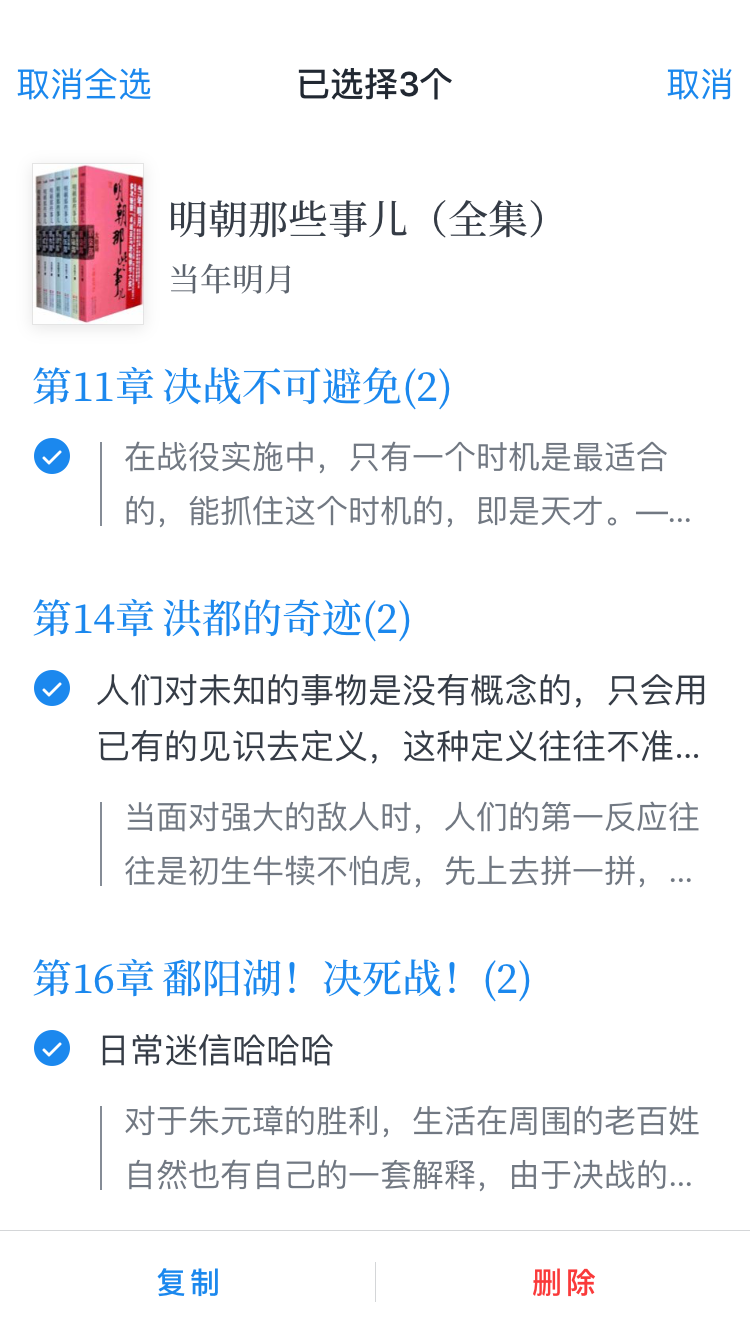 取消全选 已选择3个 取消
明朝那些事儿
明朝那些事儿（全集）
当年明月
第11章 决战不可避免(2)
在战役实施中，只有一个时机是最适合
的，能抓住这个时机的，即是天才。—...
第14章 洪都的奇迹(2)
人们对未知的事物是没有概念的，只会用
已有的见识去定义，这种定义往往不准...
当面对强大的敌人时，人们的第一反应往
往是初生牛犊不怕虎，先上去拼一拼，...
第16章 鄱阳湖！决死战！(2)
日常迷信哈哈哈
对于朱元璋的胜利，生活在周围的老百姓
自然也有自己的一套解释，由于决战的...
复制 删除